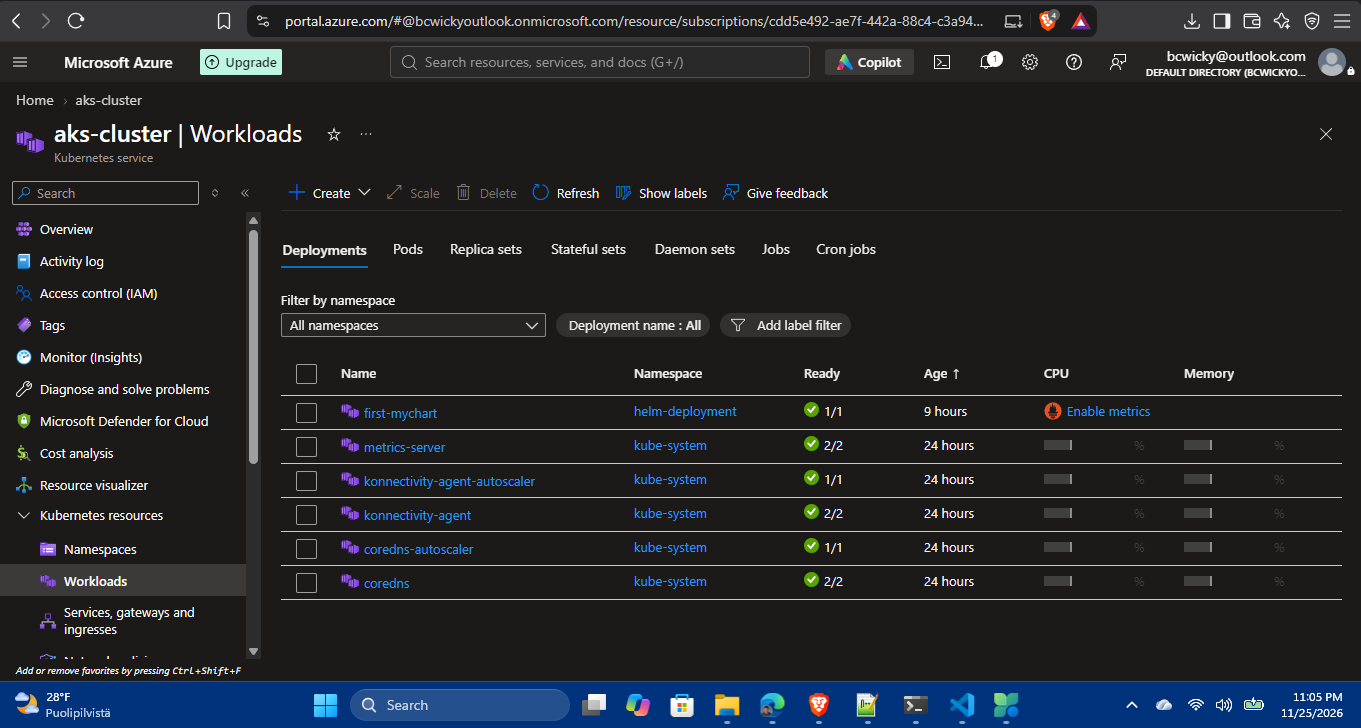 portal.azure.com/#@bcwickyoutlook.onmicrosoft.com/resource/subscriptions/cdd5e492-ae7f-442a-88c4-c3a94...
4
Microsoft Azure
Upgrade
Search resources, services, and docs (G+/)
Copilot
1
bcwicky@outlook.com
DEFAULT DIRECTORY (BCWICKYO...
Home > aks-cluster
aks-cluster | Workloads
...
Kubernetes service
Search
Create
Scale
Delete
Refresh
Show labels
Give feedback
Overview
Activity log
Access control (IAM)
Tags
Monitor (Insights)
Diagnose and solve problems
Microsoft Defender for Cloud
Cost analysis
Resource visualizer
Kubernetes resources
Namespaces
Workloads
Services, gateways and
ingresses
Add or remove favorites by pressing Ctrl+Shift+F
Deployments Pods Replica sets Stateful sets Daemon sets Jobs Cron jobs
Filter by namespace
All namespaces
Deployment name : All
Add label filter
Name Namespace Ready Age ↑ CPU Memory
first-mychart helm-deployment 1/1 9 hours Enable metrics
metrics-server kube-system 2/2 24 hours % %
konnectivity-agent-autoscaler kube-system 1/1 24 hours % %
konnectivity-agent kube-system 2/2 24 hours % %
coredns-autoscaler kube-system 1/1 24 hours % %
coredns kube-system 2/2 24 hours % %
28°F
Puolipilvistä
Search
11:05 PM
11/25/2026